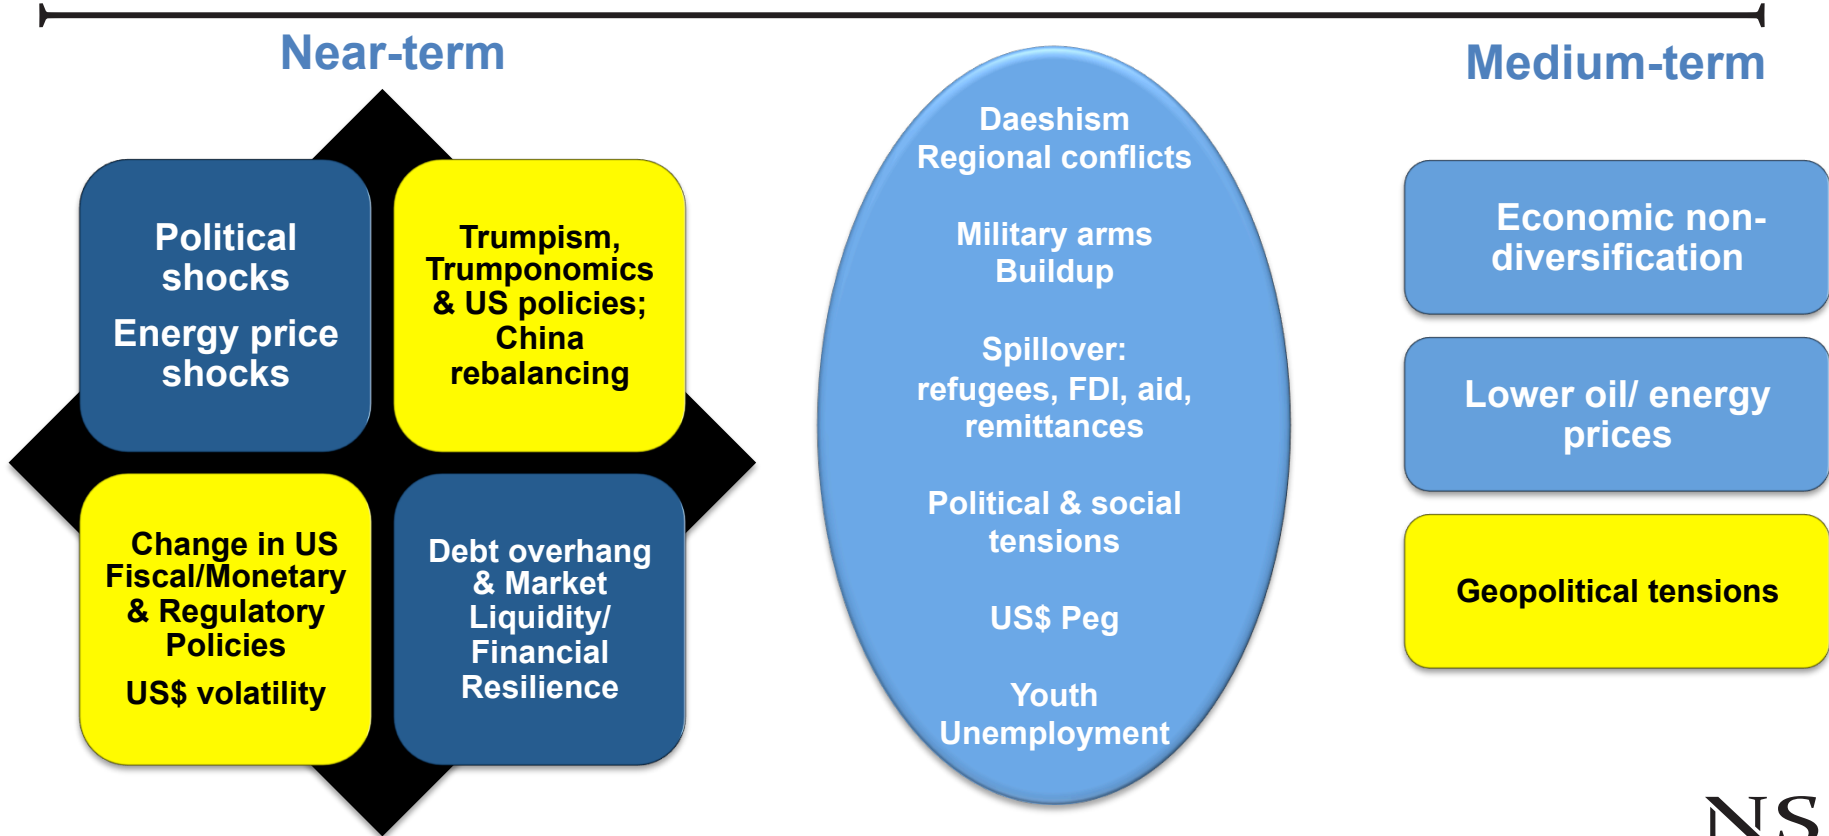 Near-term
Medium-term
Political
shocks
Energy price
shocks
Trumpism,
Trumponomics
& US policies;
China
rebalancing
Change in US
Fiscal/Monetary
& Regulatory
Policies
US$ volatility
Debt overhang
& Market
Liquidity/
Financial
Resilience
Daeshism
Regional conflicts
Military arms
Buildup
Spillover:
refugees, FDI, aid,
remittances
Political & social
tensions
US$ Peg
Youth
Unemployment
Economic non-
diversification
Lower oil/ energy
prices
Geopolitical tensions
NS